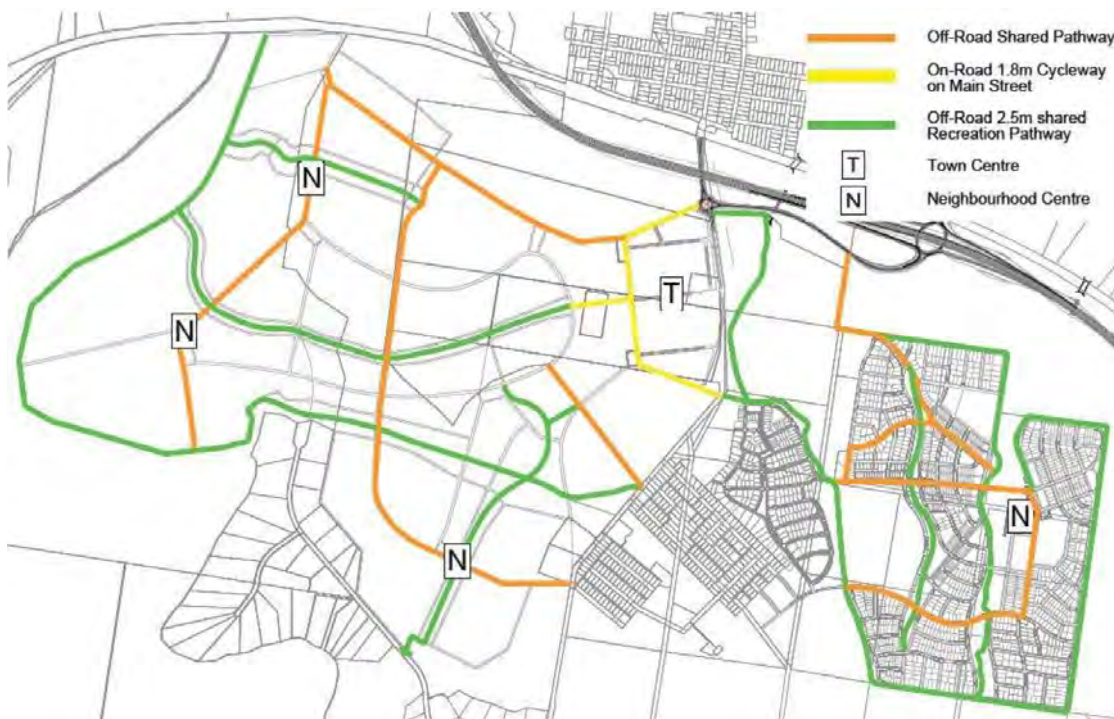 Off-Road Shared Pathway
On-Road 1.8m Cycleway
on Main Street
Off-Road 2.5m shared
Recreation Pathway
T
Town Centre
N
Neighbourhood Centre
N
T
N
N
N